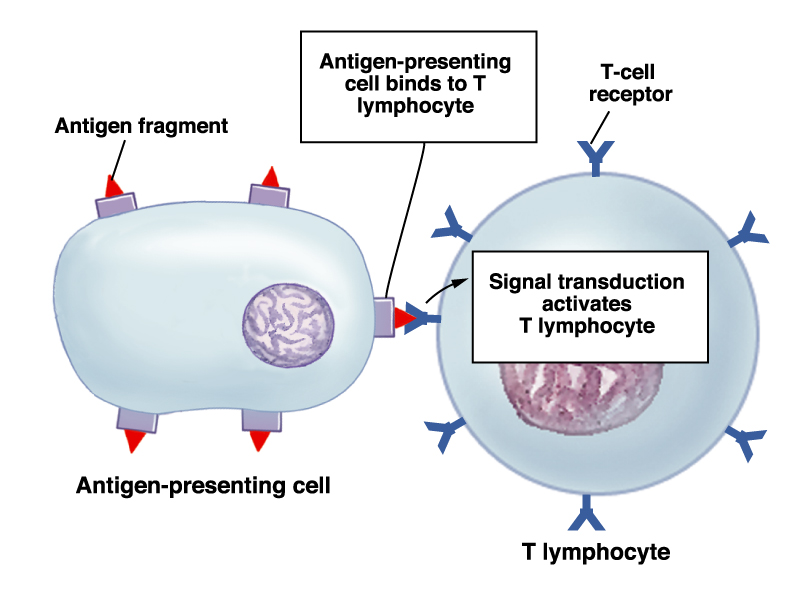 Antigen-presenting
cell binds to T
lymphocyte
T-cell
receptor
Antigen fragment
Signal transduction
activates
T lymphocyte
Antigen-presenting cell
T lymphocyte